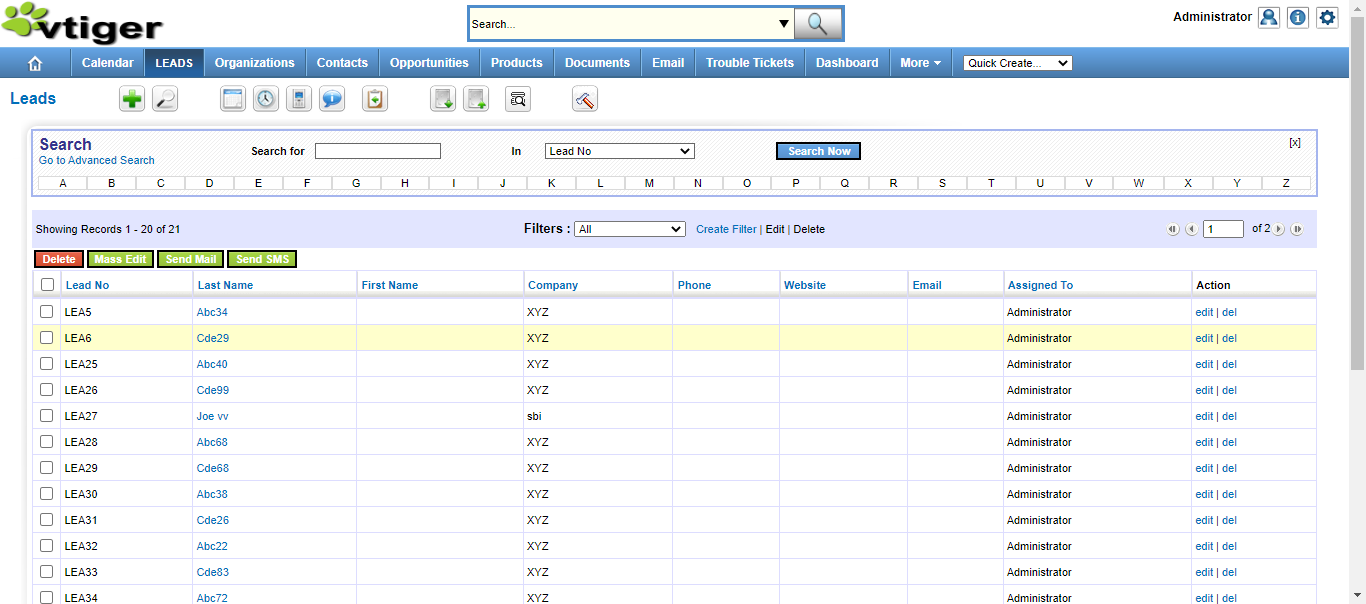 vtiger
Search...
Administrator
Calendar LEADS Organizations Contacts Opportunities Products Documents Email Trouble Tickets Dashboard More Quick Create...
Leads
Search
Go to Advanced Search
Search for In Lead No Search Now [x]
A B C D E F G H I J K L M N O P Q R S T U V W X Y Z
Showing Records 1 - 20 of 21 Filters : All Create Filter | Edit | Delete 1 of 2
Delete Mass Edit Send Mail Send SMS
Lead No Last Name First Name Company Phone Website Email Assigned To Action
LEA5 Abc34 XYZ Administrator edit | del
LEA6 Cde29 XYZ Administrator edit | del
LEA25 Abc40 XYZ Administrator edit | del
LEA26 Cde99 XYZ Administrator edit | del
LEA27 Joe vv sbi Administrator edit | del
LEA28 Abc68 XYZ Administrator edit | del
LEA29 Cde68 XYZ Administrator edit | del
LEA30 Abc38 XYZ Administrator edit | del
LEA31 Cde26 XYZ Administrator edit | del
LEA32 Abc22 XYZ Administrator edit | del
LEA33 Cde83 XYZ Administrator edit | del
LEA34 Abc72 XYZ Administrator edit | del